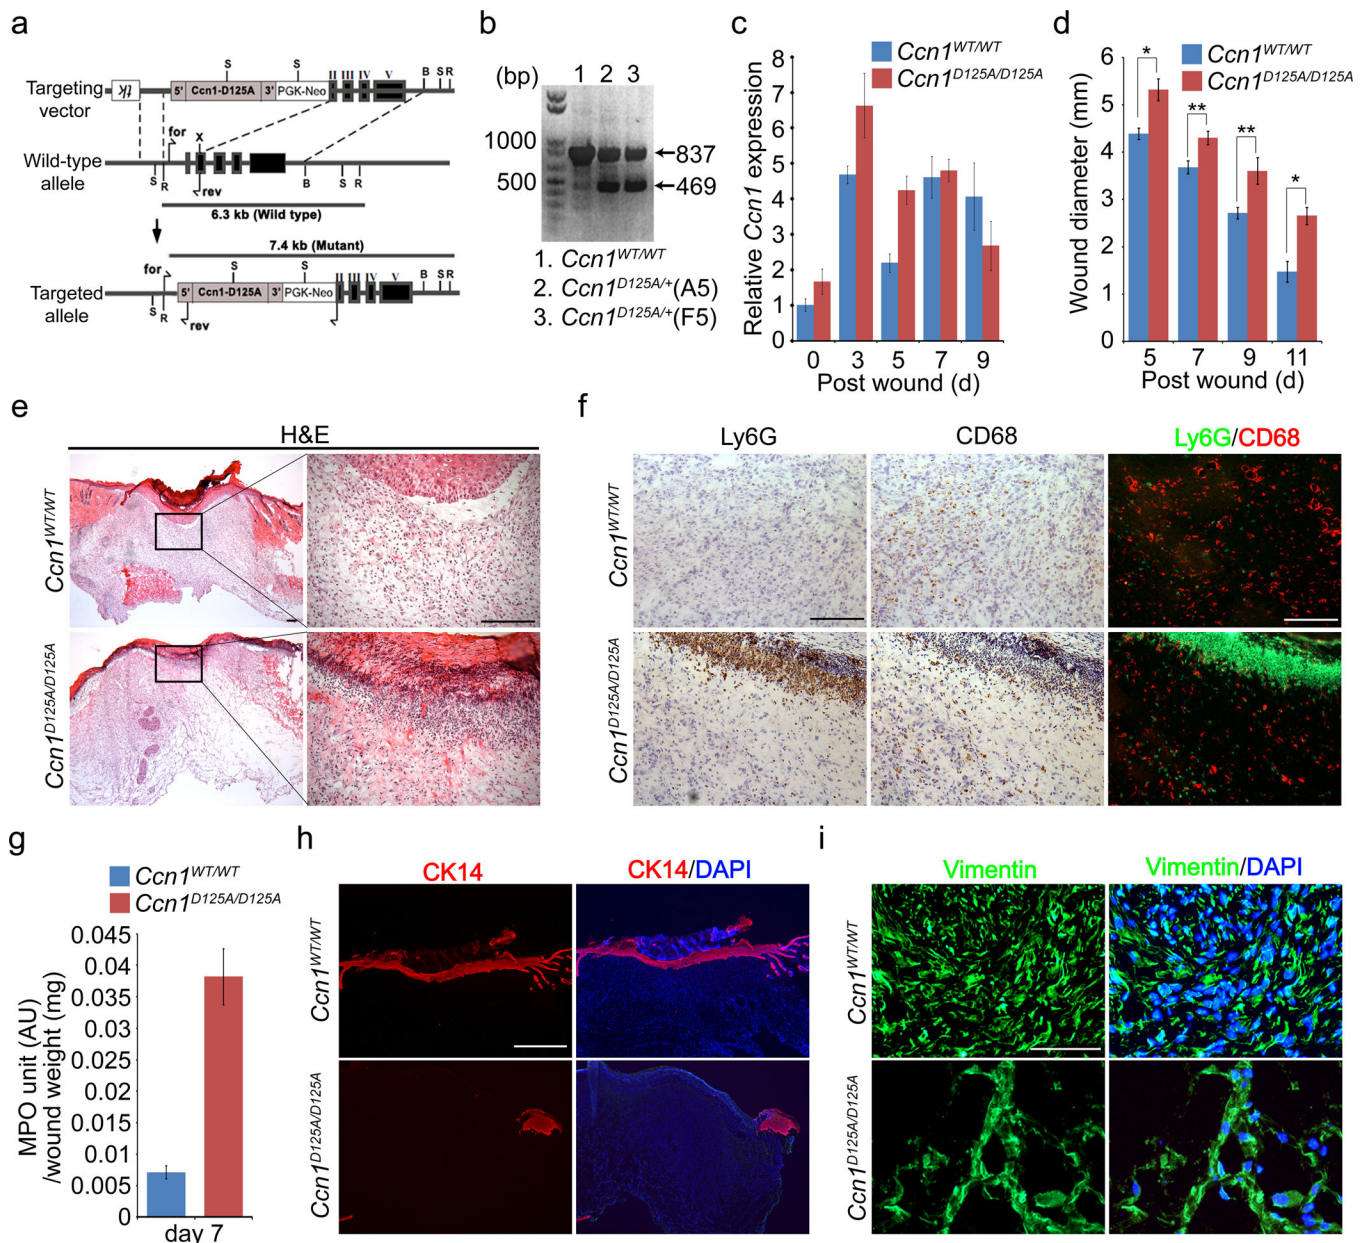 a
Targeting vector
tk
5' Ccn1-D125A 3' PGK-Neo
S S II III IV V B S R
Wild-type allele
for X
rev
S R B S R
6.3 kb (Wild type)
7.4 kb (Mutant)
Targeted allele
for S S II III IV V B S R
5' Ccn1-D125A 3' PGK-Neo
S R rev
b
(bp) 1 2 3
1000
500
837
469
1. Ccn1WT/WT
2. Ccn1D125A/+(A5)
3. Ccn1D125A/+(F5)
c
Ccn1WT/WT
Ccn1D125A/D125A
Relative Ccn1 expression
8
7
6
5
4
3
2
1
0
0 3 5 7 9
Post wound (d)
d
Ccn1WT/WT
Ccn1D125A/D125A
Wound diameter (mm)
6
5
4
3
2
1
0
* ** ** *
5 7 9 11
Post wound (d)
e
H&E
Ccn1WT/WT
Ccn1D125A/D125A
f
Ly6G CD68 Ly6G/CD68
Ccn1WT/WT
Ccn1D125A/D125A
g
Ccn1WT/WT
Ccn1D125A/D125A
MPO unit (AU)
/wound weight (mg)
0.045
0.04
0.035
0.03
0.025
0.02
0.015
0.01
0.005
0
day 7
h
CK14 CK14/DAPI
Ccn1WT/WT
Ccn1D125A/D125A
i
Vimentin Vimentin/DAPI
Ccn1WT/WT
Ccn1D125A/D125A